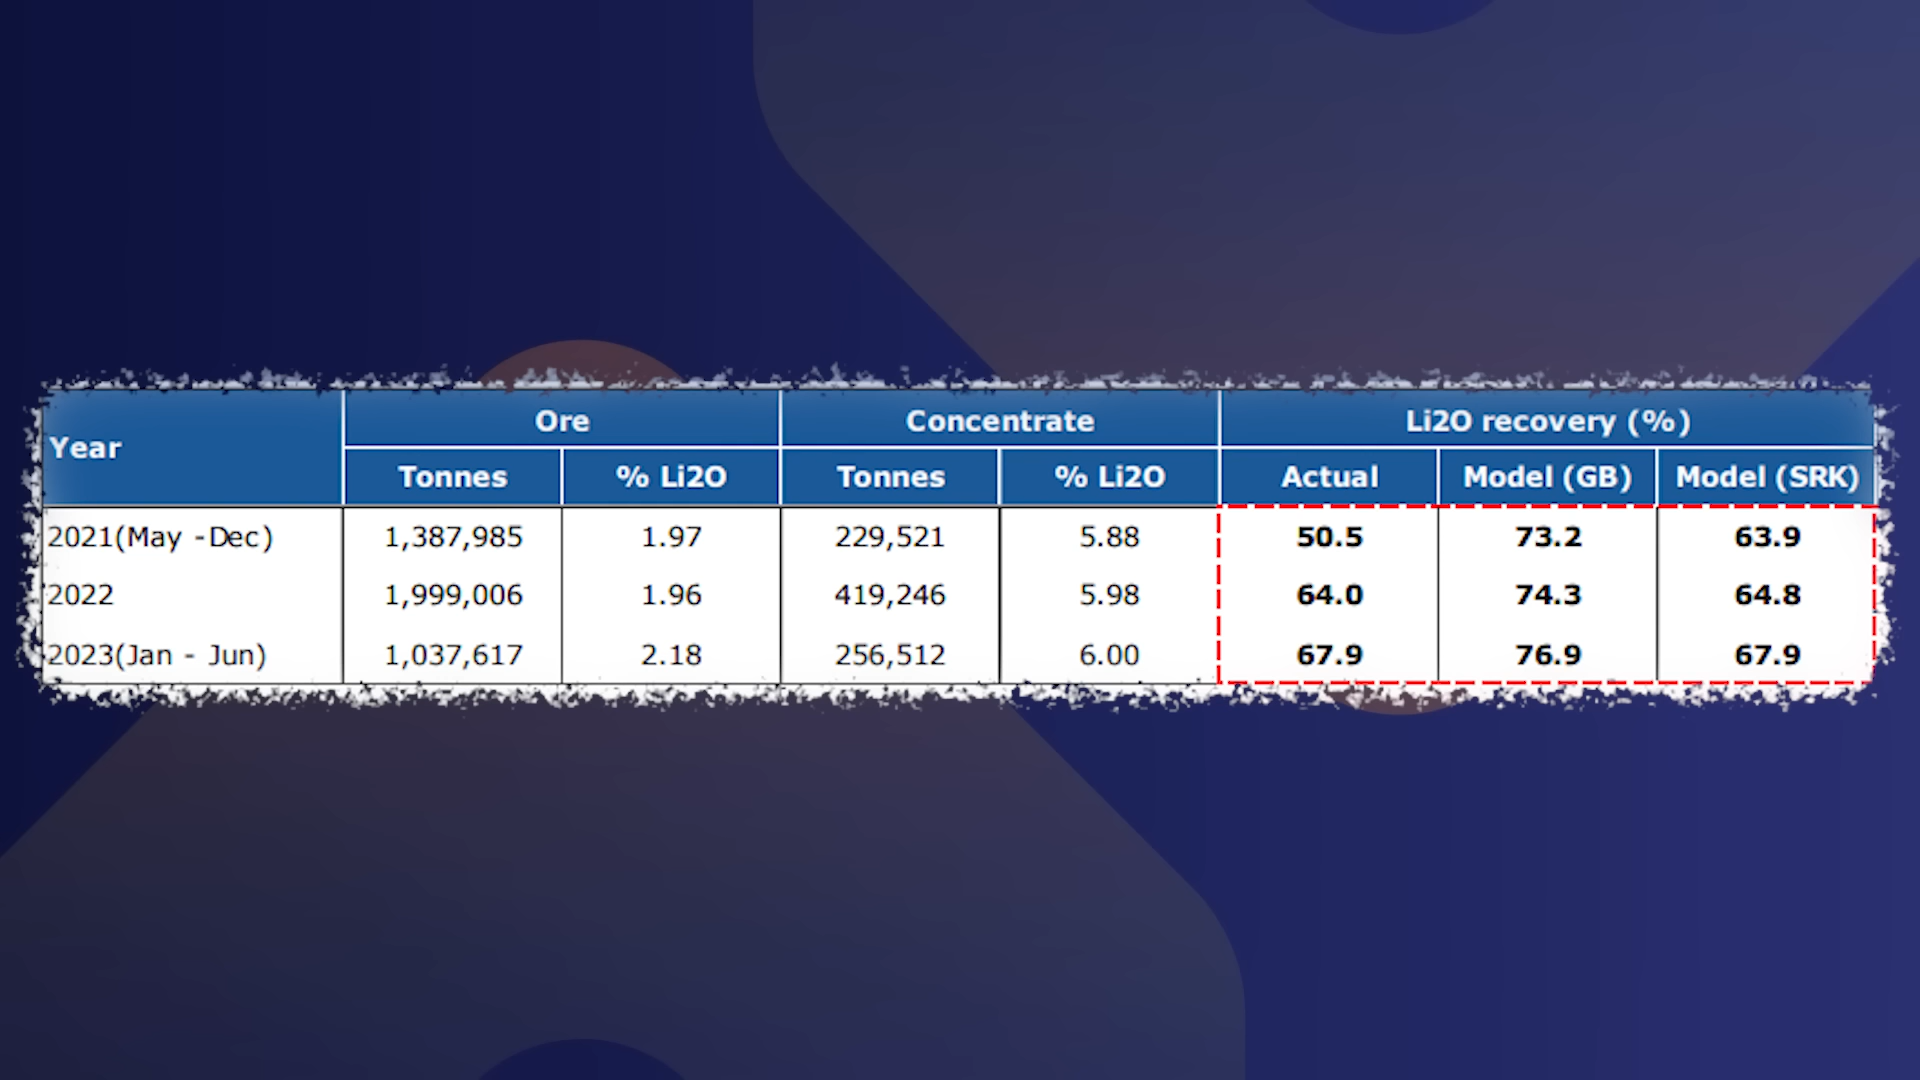 Year Ore Concentrate Li2O recovery (%)
Tonnes % Li2O Tonnes % Li2O Actual Model (GB) Model (SRK)
2021(May -Dec) 1,387,985 1.97 229,521 5.88 50.5 73.2 63.9
2022 1,999,006 1.96 419,246 5.98 64.0 74.3 64.8
2023(Jan - Jun) 1,037,617 2.18 256,512 6.00 67.9 76.9 67.9